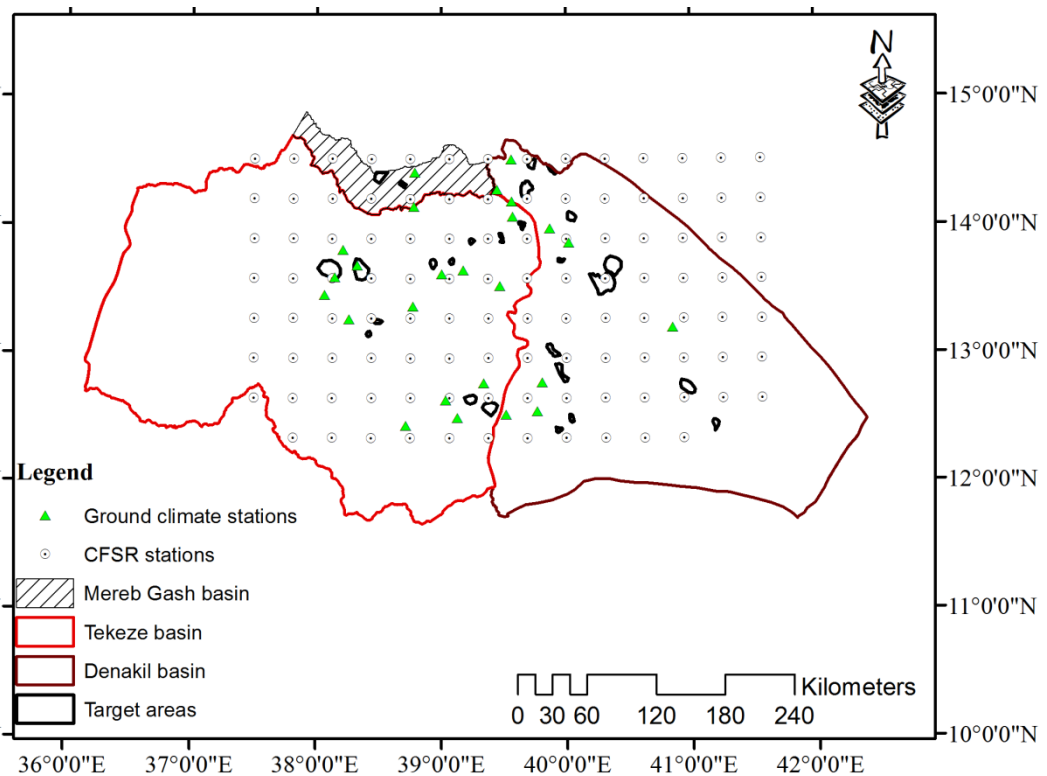 N
15°0'0"N
14°0'0"N
13°0'0"N
12°0'0"N
11°0'0"N
10°0'0"N
Legend
Ground climate stations
CFSR stations
Mereb Gash basin
Tekeze basin
Denakil basin
Target areas
Kilometers
0 30 60 120 180 240
36°0'0"E 37°0'0"E 38°0'0"E 39°0'0"E 40°0'0"E 41°0'0"E 42°0'0"E